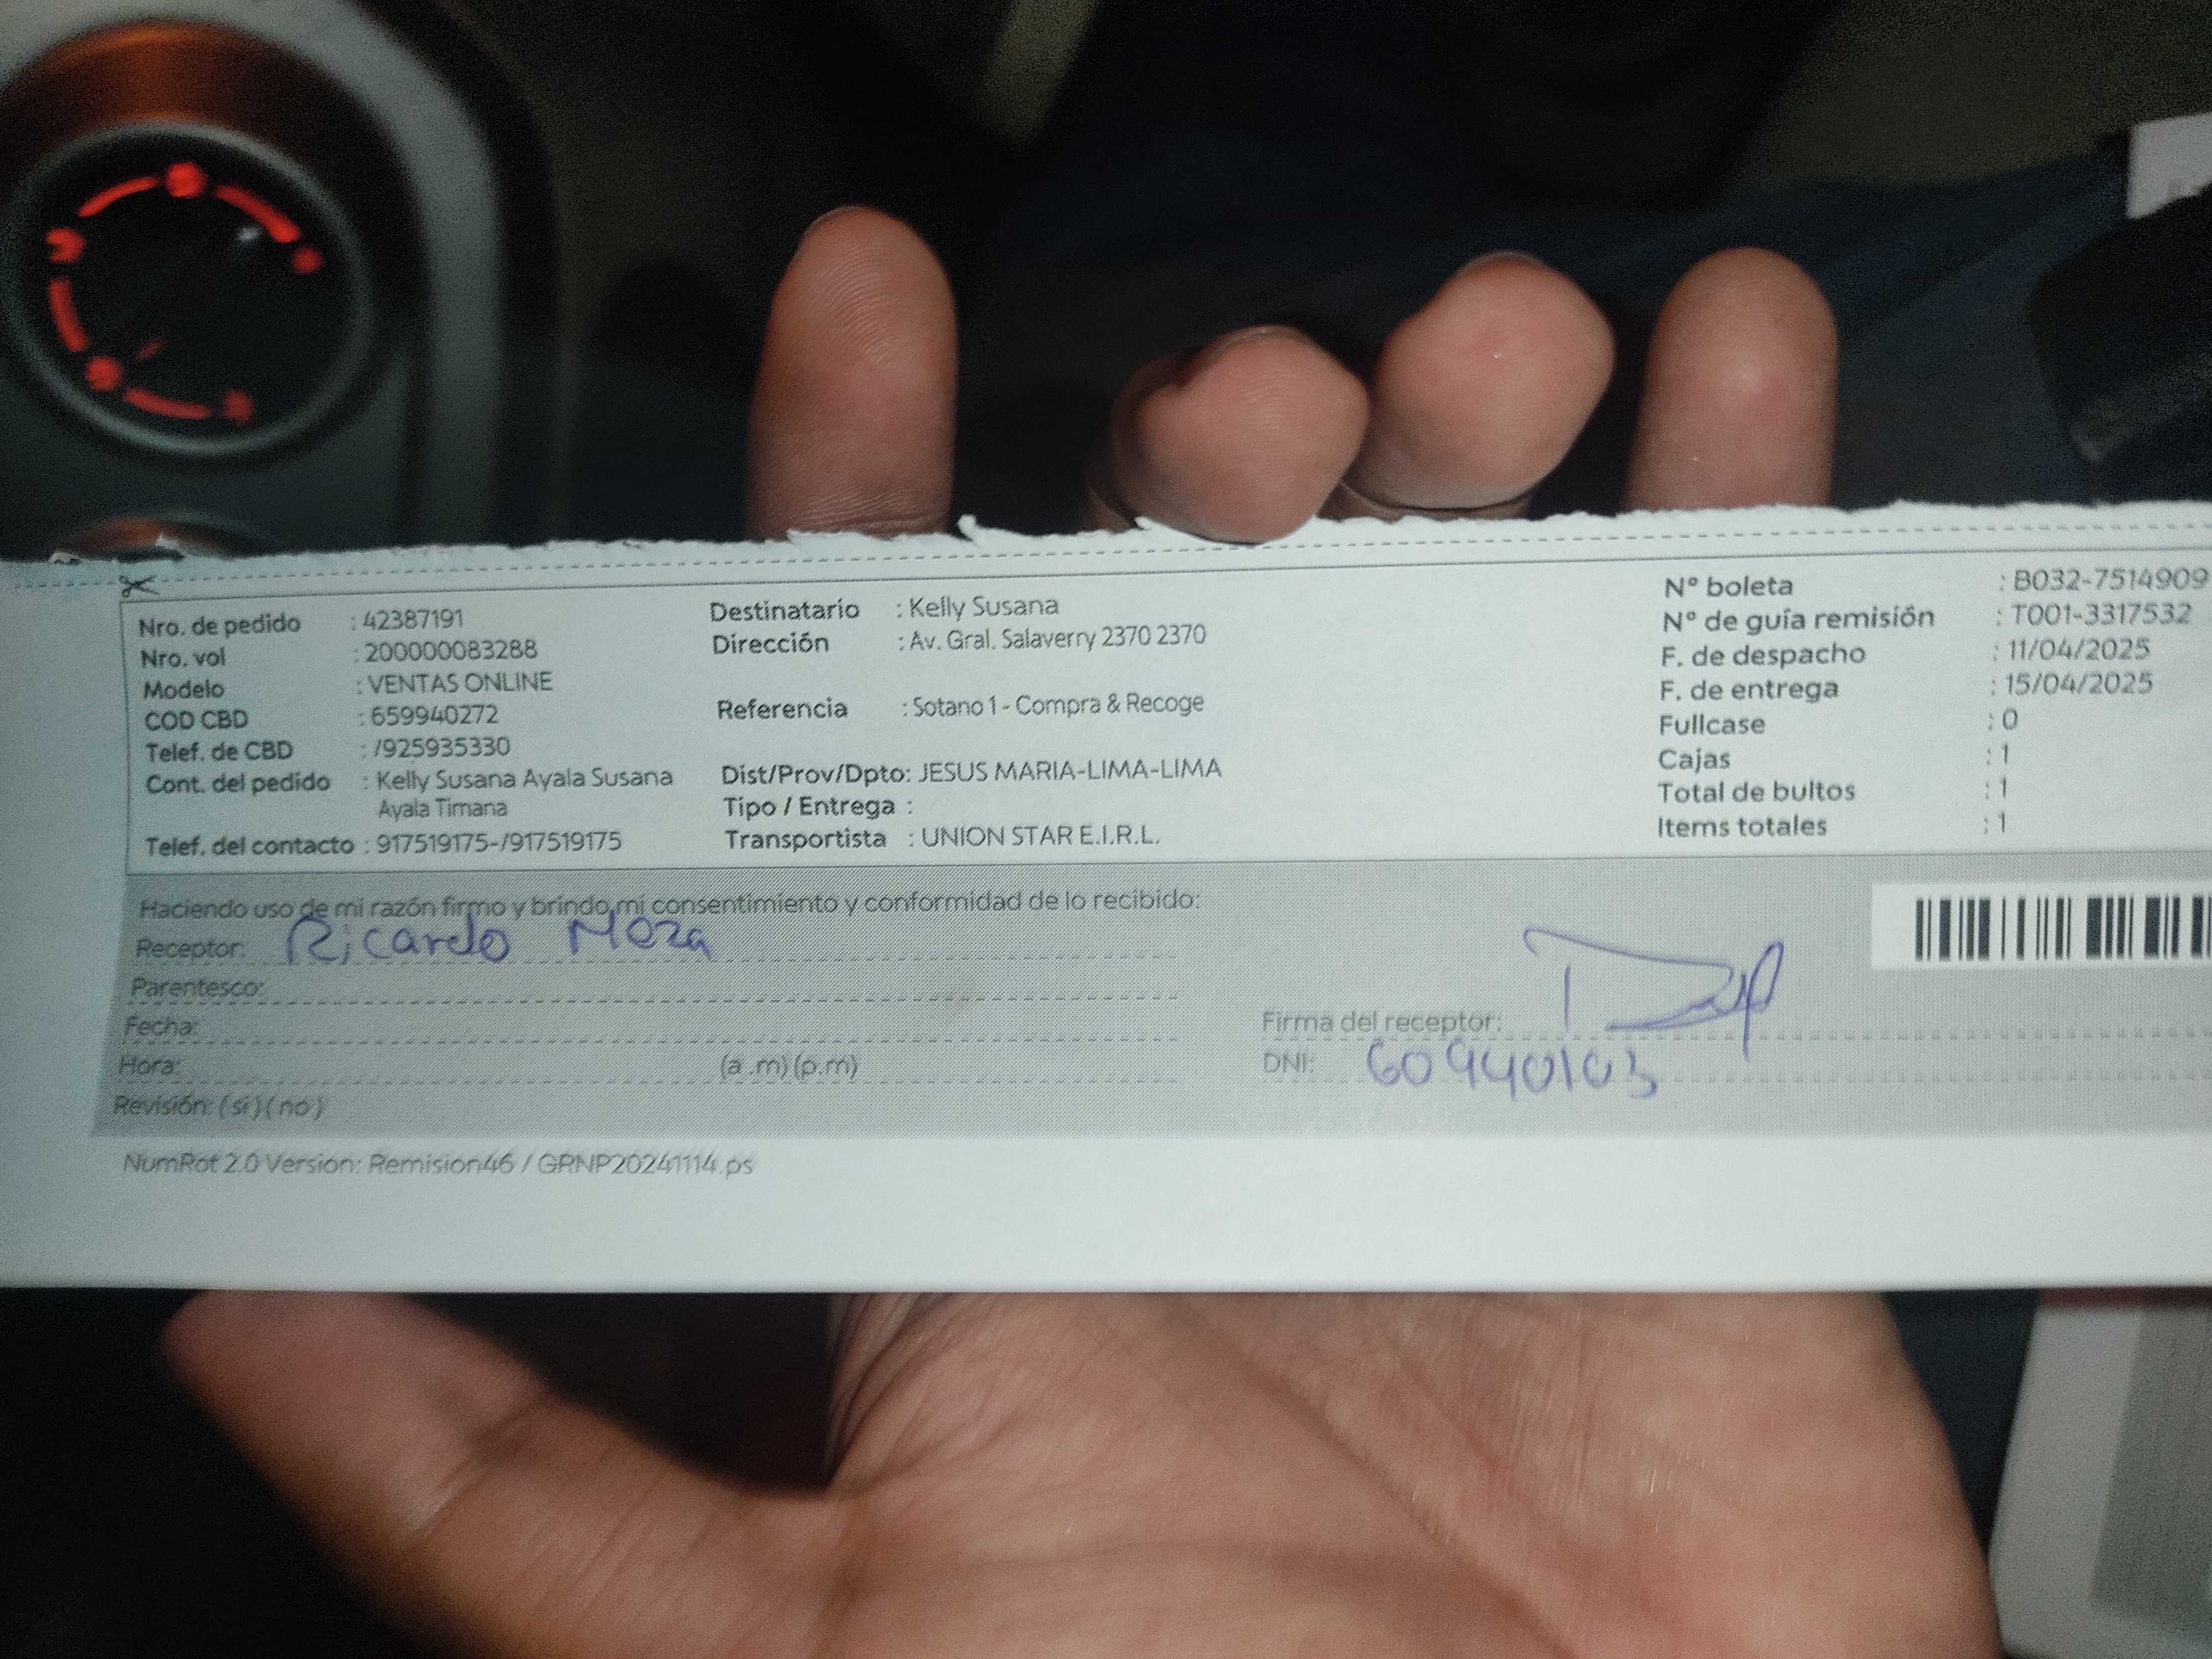 Nro. de pedido : 42387191
Nro. vol : 200000083288
Modelo : VENTAS ONLINE
COD CBD : 659940272
Telef. de CBD : /925935330
Cont. del pedido : Kelly Susana Ayala Susana
Ayala Timana
Telef. del contacto : 917519175-/917519175
Destinatario : Kelly Susana
Dirección : Av. Gral. Salaverry 2370 2370
Referencia : Sotano 1 - Compra & Recoge
Dist/Prov/Dpto: JESUS MARIA-LIMA-LIMA
Tipo / Entrega :
Transportista : UNION STAR E.I.R.L.
N° boleta : B032-7514909
N° de guía remisión : T001-3317532
F. de despacho : 11/04/2025
F. de entrega : 15/04/2025
Fullcase : 0
Cajas : 1
Total de bultos : 1
Items totales : 1
Haciendo uso de mi razón firmo y brindo mi consentimiento y conformidad de lo recibido:
Receptor: Ricardo Meza
Parentesco:
Fecha:
Hora: (a.m)(p.m)
Revisión: (si)(no)
Firma del receptor:
DNI: 609440103
NumRot 2.0 Version: Remision46 / GRNP20241114.ps